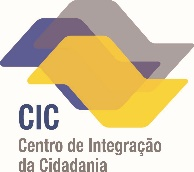 CIC
Centro de Integração
da Cidadania